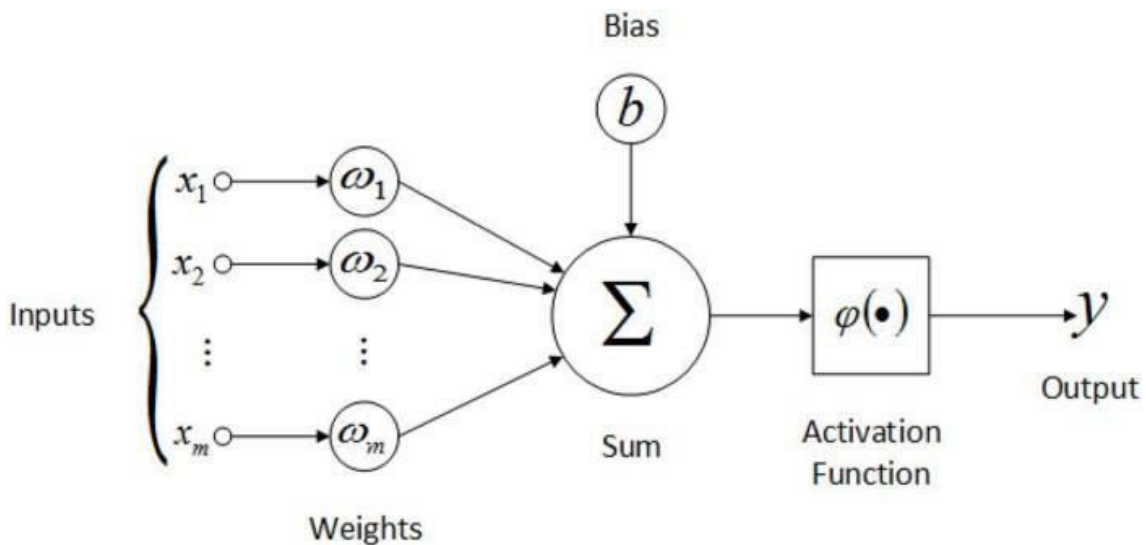 Bias
b
x₁
ω₁
x₂
ω₂
Inputs
Σ
φ(•)
y
⋮
⋮
Output
xₘ
ωₘ
Sum
Activation
Function
Weights